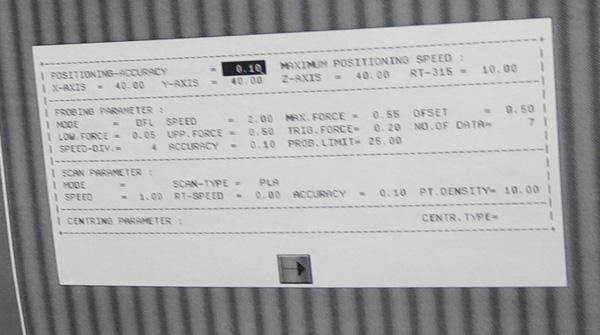 POSITIONING-ACCURACY = 0.10 MAXIMUM POSITIONING SPEED :
X-AXIS = 40.00 Y-AXIS = 40.00 Z-AXIS = 40.00 RT-315 = 10.00
PROBING PARAMETER :
MODE = DFL SPEED = 2.00 MAX.FORCE = 0.55 OFSET = 0.50
LOW.FORCE = 0.05 UPP.FORCE = 0.50 TRIG.FORCE= 0.20 NO.OF DATA= 7
SPEED-DIV.= 4 ACCURACY = 0.10 PROB.LIMIT= 25.00
SCAN PARAMETER :
MODE = SCAN-TYPE = PLA
SPEED = 1.00 RT-SPEED = 0.00 ACCURACY = 0.10 PT.DENSITY= 10.00
CENTRING PARAMETER : CENTR.TYPE=